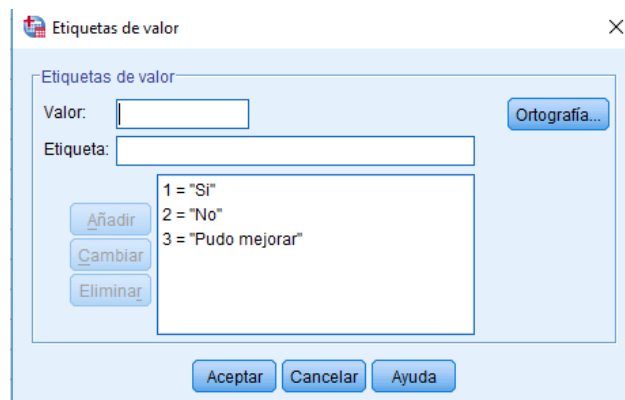 Etiquetas de valor
Etiquetas de valor
Valor:
Ortografía...
Etiqueta:
1 = "Si"
2 = "No"
3 = "Pudo mejorar"
Añadir
Cambiar
Eliminar
Aceptar
Cancelar
Ayuda